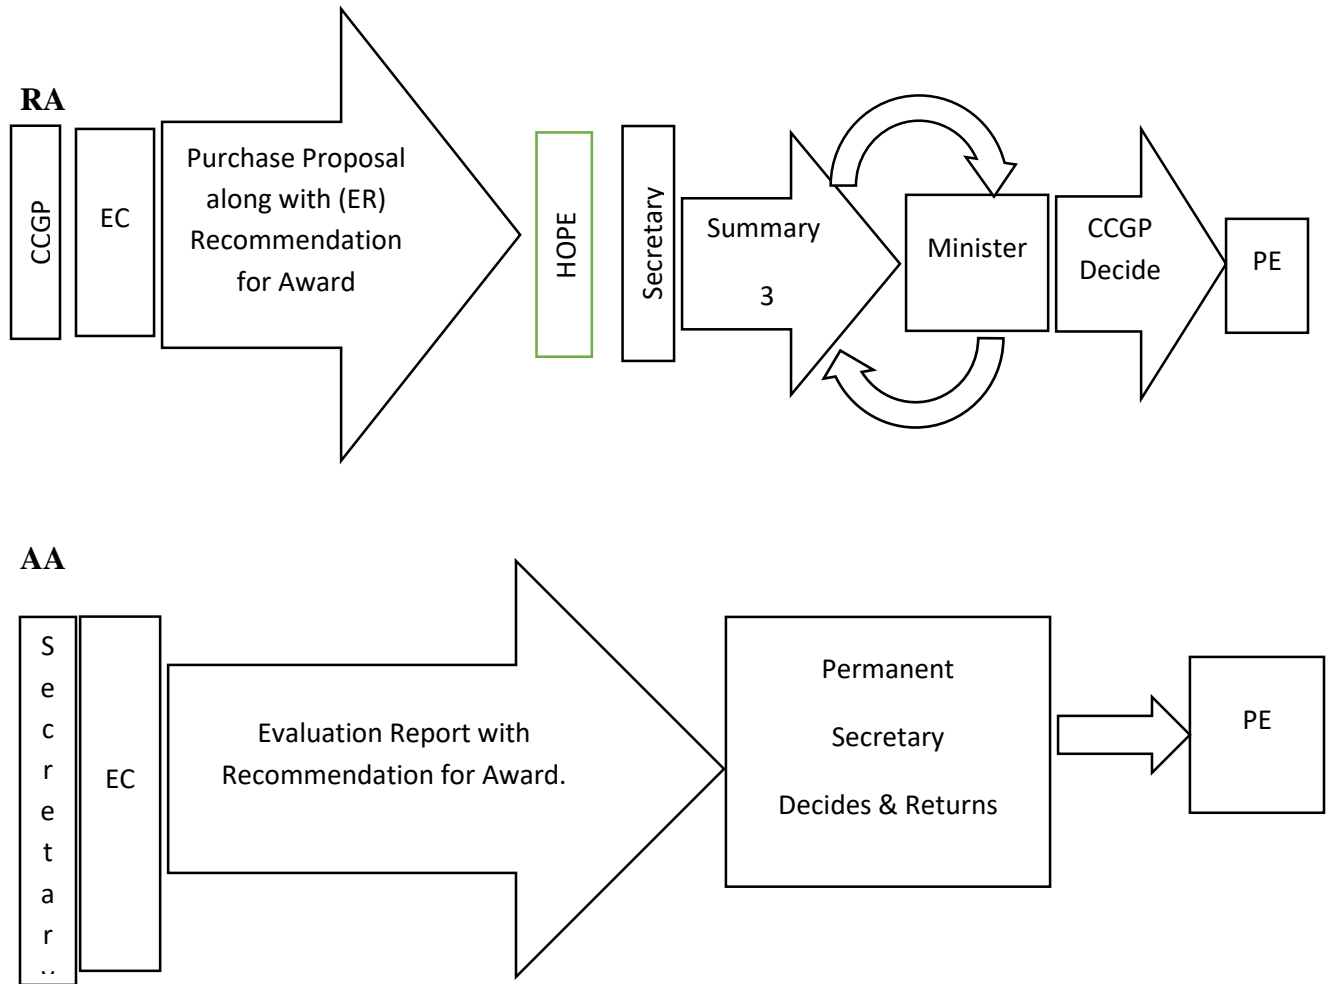 RA
CCGP
EC
Purchase Proposal
along with (ER)
Recommendation
for Award
HOPE
Secretary
Summary
3
Minister
CCGP
Decide
PE
AA
S
e
c
r
e
t
a
r
EC
Evaluation Report with
Recommendation for Award.
Permanent
Secretary
Decides & Returns
PE